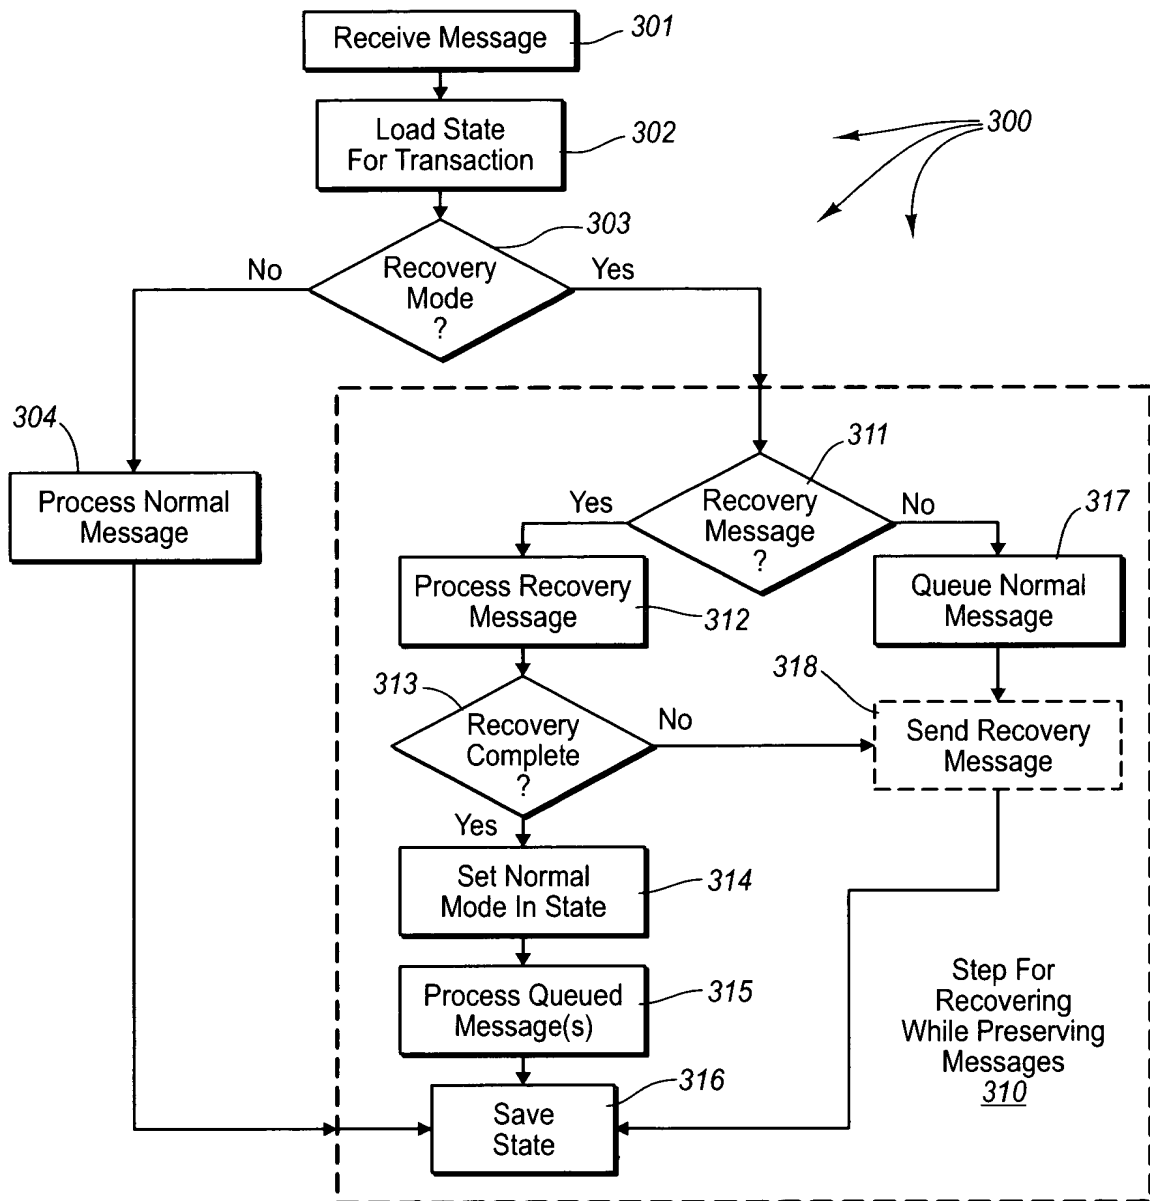 Receive Message
301
Load State
For Transaction
302
300
303
Recovery
Mode
?
No
Yes
304
Process Normal
Message
311
Recovery
Message
?
Yes
No
317
Process Recovery
Message
312
Queue Normal
Message
313
Recovery
Complete
?
No
318
Send Recovery
Message
Yes
Set Normal
Mode In State
314
Process Queued
Message(s)
315
Step For
Recovering
While Preserving
Messages
310
Save
State
316